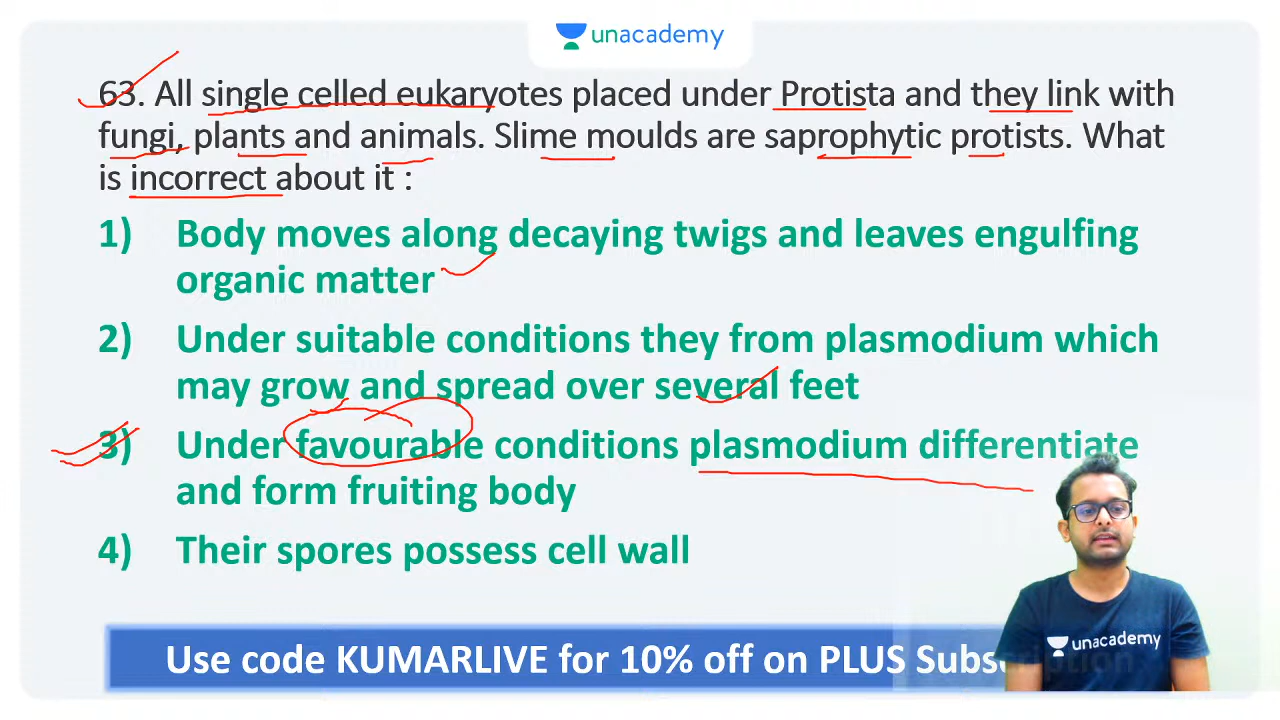 unacademy
63. All single celled eukaryotes placed under Protista and they link with
fungi, plants and animals. Slime moulds are saprophytic protists. What
is incorrect about it :
1) Body moves along decaying twigs and leaves engulfing
organic matter
2) Under suitable conditions they from plasmodium which
may grow and spread over several feet
3) Under favourable conditions plasmodium differentiate
and form fruiting body
4) Their spores possess cell wall
unacademy
Use code KUMARLIVE for 10% off on PLUS Subscription